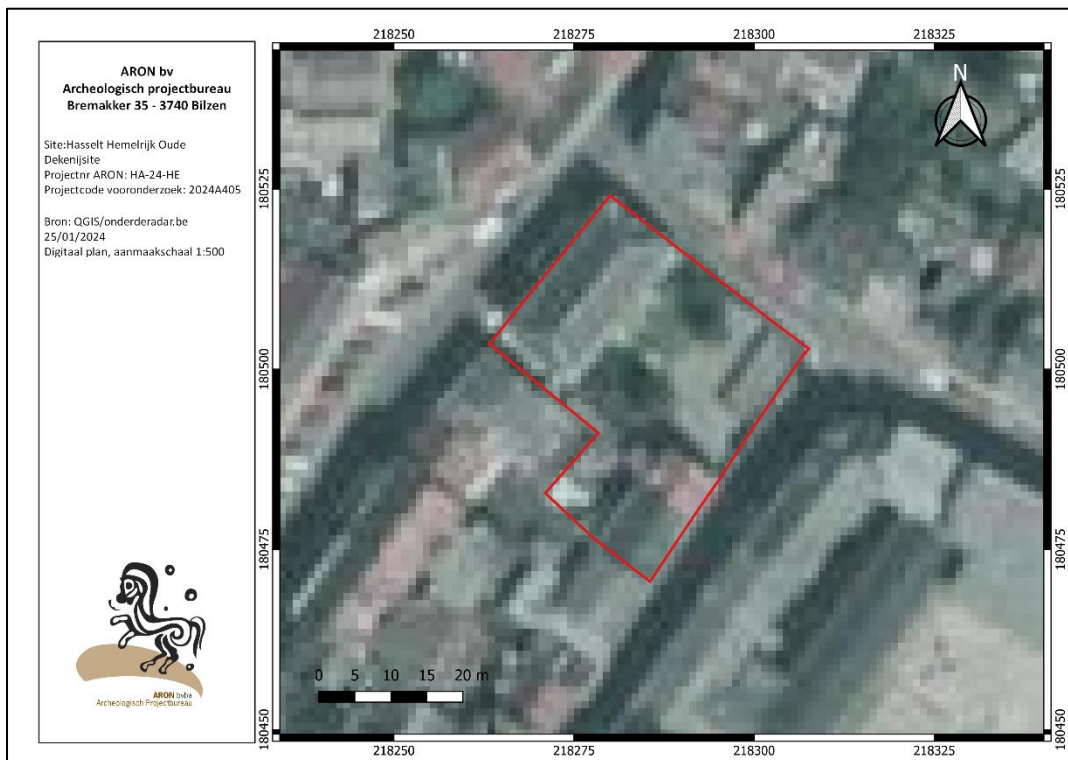 ARON bv
Archeologisch projectbureau
Bremakker 35 - 3740 Bilzen
Site:Hasselt Hemelrijk Oude
Dekenijsite
Projectnr ARON: HA-24-HE
Projectcode vooronderzoek: 2024A405
Bron: QGIS/onderderadar.be
25/01/2024
Digitaal plan, aanmaakschaal 1:500
ARON bvba
Archeologisch Projectbureau
218250 218275 218300 218325
180525 180525
180500 180500
180475 180475
180450 180450
N
0 5 10 15 20 m
218250 218275 218300 218325